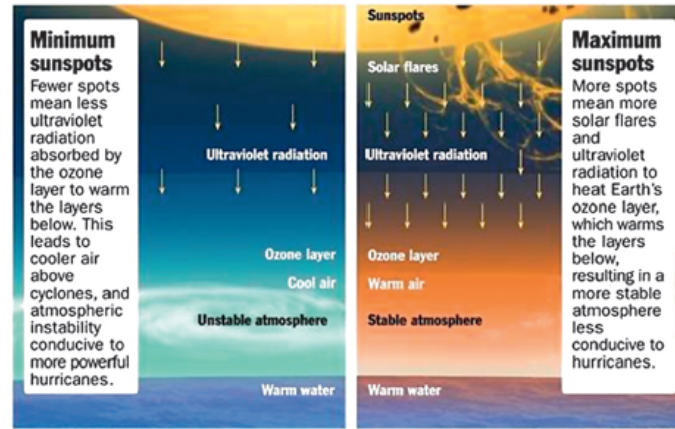 Minimum
sunspots
Fewer spots
mean less
ultraviolet
radiation
absorbed by
the ozone
layer to warm
the layers
below. This
leads to
cooler air
above
cyclones, and
atmospheric
instability
conducive to
more powerful
hurricanes.
Ultraviolet radiation
Ozone layer
Cool air
Unstable atmosphere
Warm water
Sunspots
Solar flares
Ultraviolet radiation
Ozone layer
Warm air
Stable atmosphere
Warm water
Maximum
sunspots
More spots
mean more
solar flares
and
ultraviolet
radiation to
heat Earth's
ozone layer,
which warms
the layers
below,
resulting in a
more stable
atmosphere
less
conducive to
hurricanes.